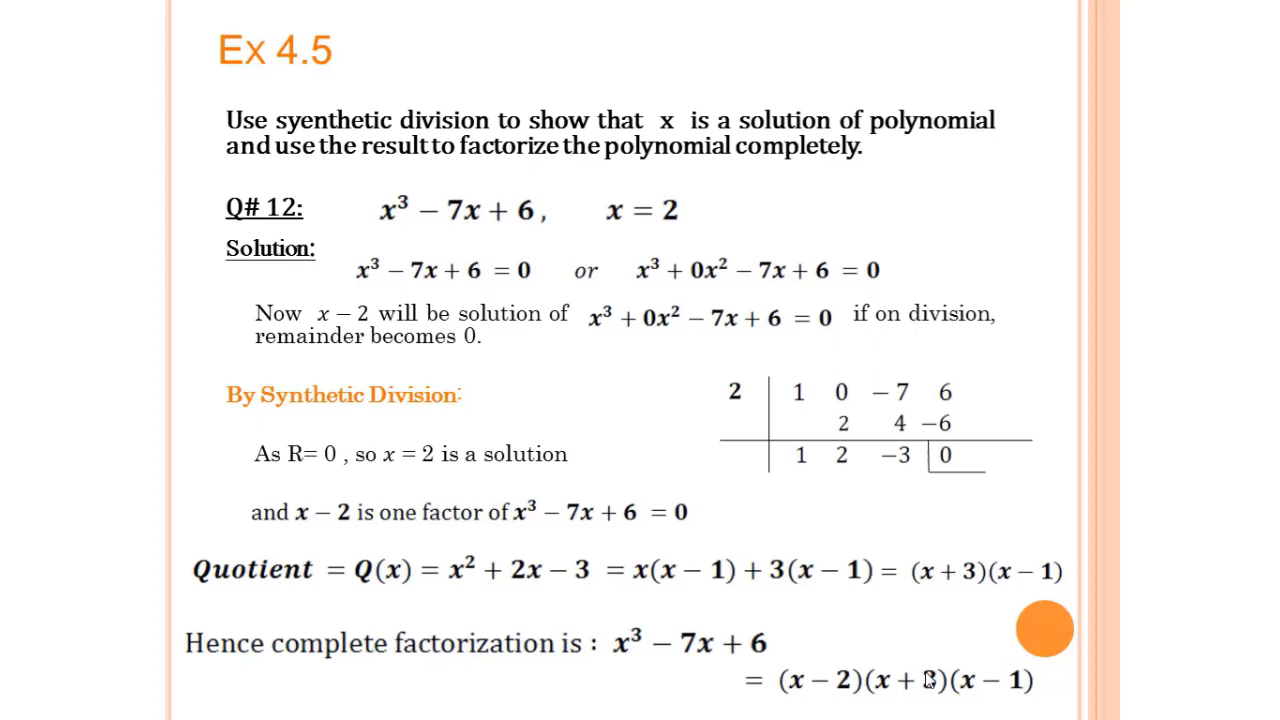 Ex 4.5
Use syenthetic division to show that x is a solution of polynomial
and use the result to factorize the polynomial completely.
Q# 12: x³ − 7x + 6 , x = 2
Solution:
x³ − 7x + 6 = 0 or x³ + 0x² − 7x + 6 = 0
Now x − 2 will be solution of x³ + 0x² − 7x + 6 = 0 if on division,
remainder becomes 0.
By Synthetic Division:
2 | 1 0 − 7 6
2 4 −6
1 2 −3 0
As R= 0 , so x = 2 is a solution
and x − 2 is one factor of x³ − 7x + 6 = 0
Quotient = Q(x) = x² + 2x − 3 = x(x − 1) + 3(x − 1) = (x + 3)(x − 1)
Hence complete factorization is : x³ − 7x + 6
= (x − 2)(x + 3)(x − 1)